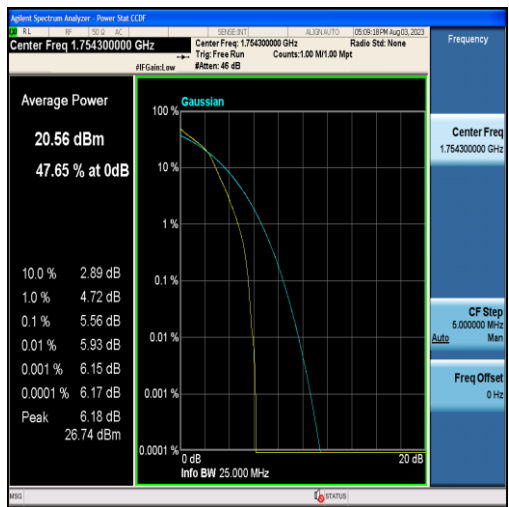 Agilent Spectrum Analyzer - Power Stat CCDF
RL RF 50 Ω AC SENSE:INT ALIGN AUTO 05:09:18 PM Aug 03, 2023
Center Freq 1.754300000 GHz
Center Freq: 1.754300000 GHz Radio Std: None
Trig: Free Run Counts:1.00 M/1.00 Mpt
#IFGain:Low #Atten: 46 dB
Frequency
Average Power
20.56 dBm
47.65 % at 0dB
10.0 % 2.89 dB
1.0 % 4.72 dB
0.1 % 5.56 dB
0.01 % 5.93 dB
0.001 % 6.15 dB
0.0001 % 6.17 dB
Peak 6.18 dB
26.74 dBm
Gaussian
100 %
10 %
1 %
0.1 %
0.01 %
0.001 %
0.0001 %
0 dB 20 dB
Info BW 25.000 MHz
Center Freq
1.754300000 GHz
CF Step
5.000000 MHz
Auto Man
Freq Offset
0 Hz
MSG STATUS